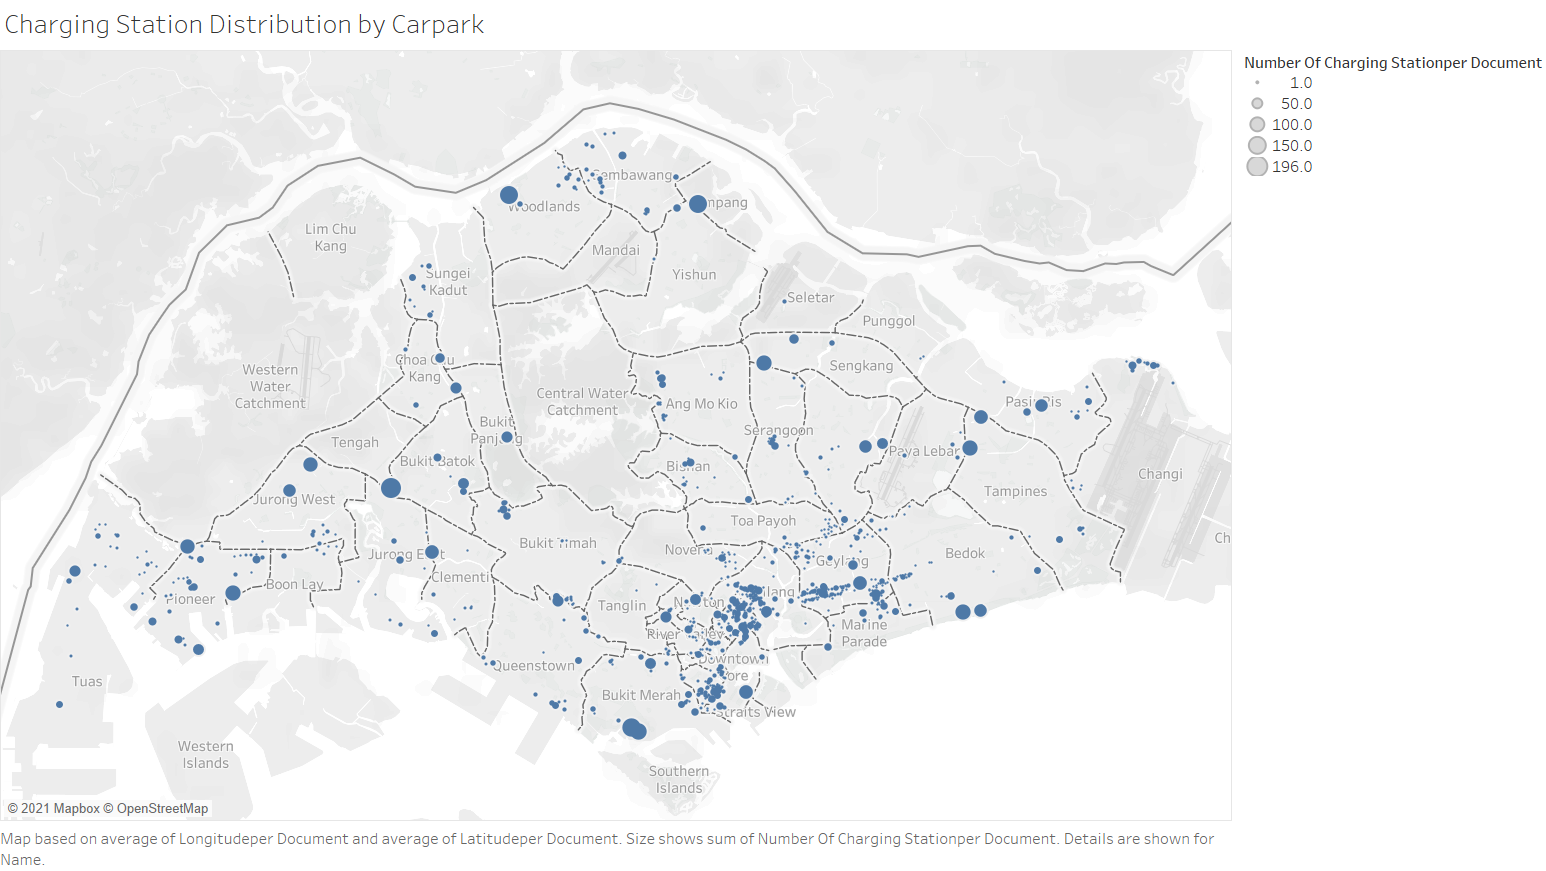 Charging Station Distribution by Carpark
Number Of Charging Stationper Document
1.0
50.0
100.0
150.0
196.0
Sembawang
Woodlands
Simpang
Lim Chu
Kang
Mandai
Sungei
Kadut
Yishun
Seletar
Punggol
Choa Chu
Kang
Western
Water
Catchment
Central Water
Catchment
Sengkang
Ang Mo Kio
Pasir Ris
Bukit
Panjang
Serangoon
Tengah
Paya Lebar
Bukit Batok
Bishan
Changi
Jurong West
Tampines
Toa Payoh
Ch
Bukit Timah
Novena
Jurong East
Bedok
Geylang
Clementi
Boon Lay
Pioneer
Tanglin
Newton
Kallang
River Valley
Marine
Parade
Queenstown
Downtown
Core
Tuas
Bukit Merah
Straits View
Western
Islands
Southern
Islands
© 2021 Mapbox © OpenStreetMap
Map based on average of Longitudeper Document and average of Latitudeper Document. Size shows sum of Number Of Charging Stationper Document. Details are shown for
Name.